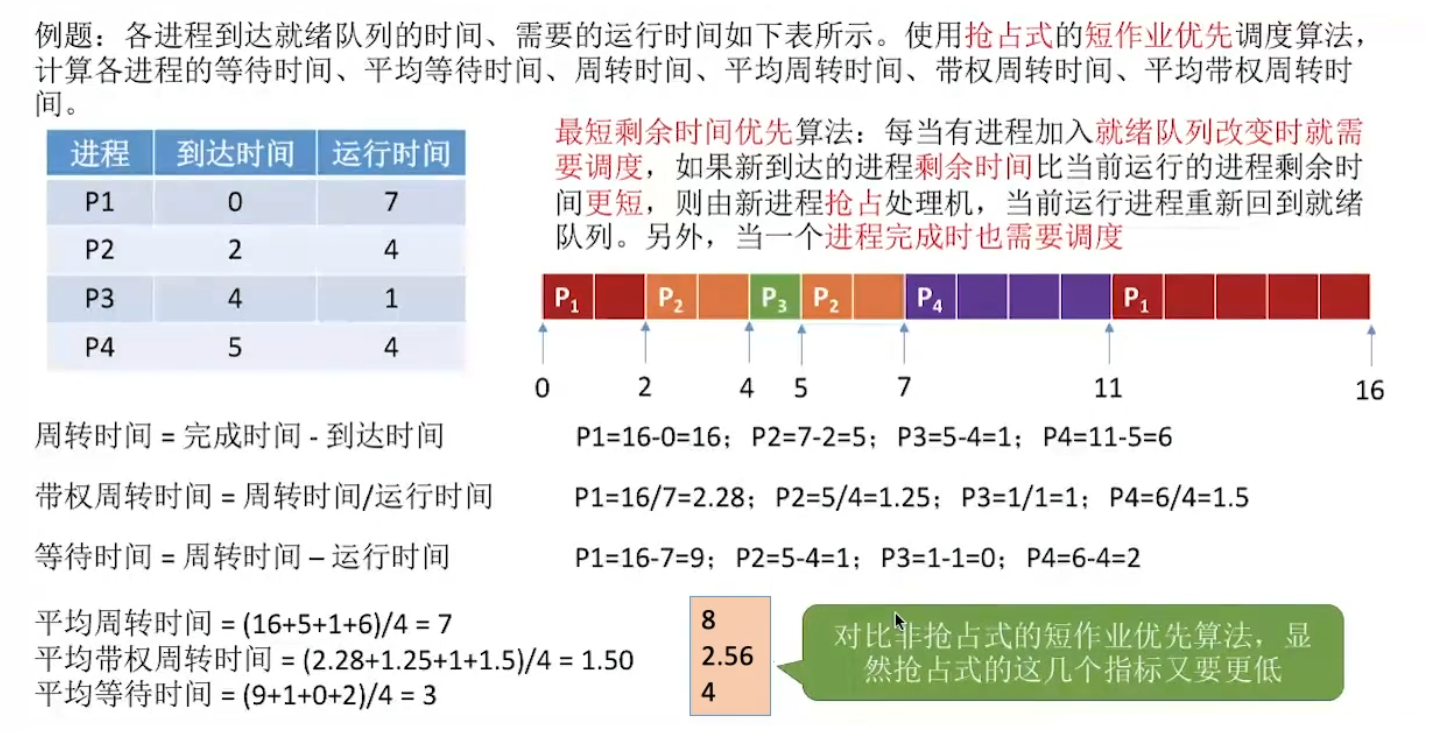 例题：各进程到达就绪队列的时间、需要的运行时间如下表所示。使用抢占式的短作业优先调度算法，
计算各进程的等待时间、平均等待时间、周转时间、平均周转时间、带权周转时间、平均带权周转时
间。
进程 到达时间 运行时间
P1 0 7
P2 2 4
P3 4 1
P4 5 4
最短剩余时间优先算法：每当有进程加入就绪队列改变时就需
要调度，如果新到达的进程剩余时间比当前运行的进程剩余时
间更短，则由新进程抢占处理机，当前运行进程重新回到就绪
队列。另外，当一个进程完成时也需要调度
P₁ P₂ P₃ P₂ P₄ P₁
0 2 4 5 7 11 16
周转时间 = 完成时间 - 到达时间 P1=16-0=16；P2=7-2=5；P3=5-4=1；P4=11-5=6
带权周转时间 = 周转时间/运行时间 P1=16/7=2.28；P2=5/4=1.25；P3=1/1=1；P4=6/4=1.5
等待时间 = 周转时间 – 运行时间 P1=16-7=9；P2=5-4=1；P3=1-1=0；P4=6-4=2
平均周转时间 = (16+5+1+6)/4 = 7
平均带权周转时间 = (2.28+1.25+1+1.5)/4 = 1.50
平均等待时间 = (9+1+0+2)/4 = 3
8
2.56
4
对比非抢占式的短作业优先算法，显
然抢占式的这几个指标又要更低